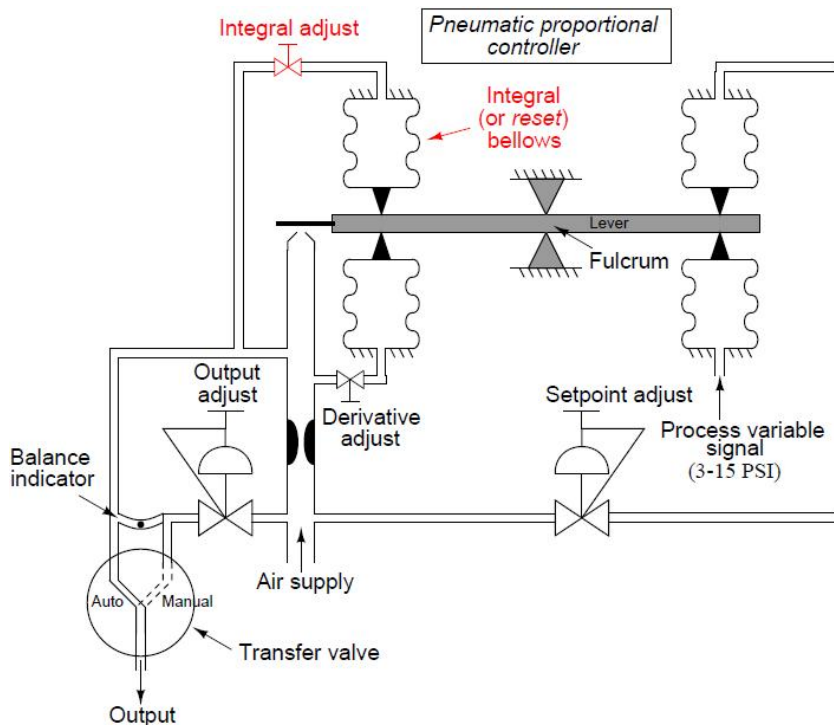 Integral adjust
Pneumatic proportional
controller
Integral
(or reset)
bellows
Lever
Fulcrum
Output
adjust
Derivative
adjust
Setpoint adjust
Process variable
signal
(3-15 PSI)
Balance
indicator
Air supply
Auto
Manual
Transfer valve
Output